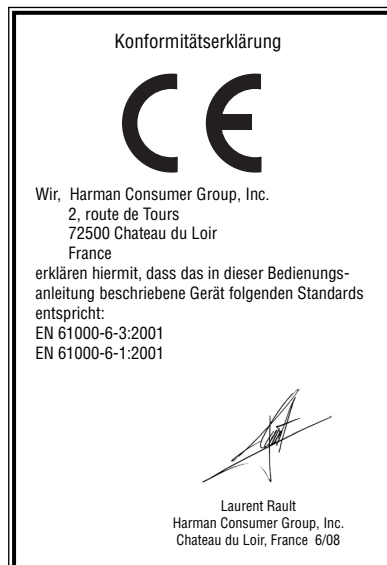 Konformitätserklärung
CE
Wir, Harman Consumer Group, Inc.
2, route de Tours
72500 Chateau du Loir
France
erklären hiermit, dass das in dieser Bedienungs-
anleitung beschriebene Gerät folgenden Standards
entspricht:
EN 61000-6-3:2001
EN 61000-6-1:2001
Laurent Rault
Harman Consumer Group, Inc.
Chateau du Loir, France 6/08